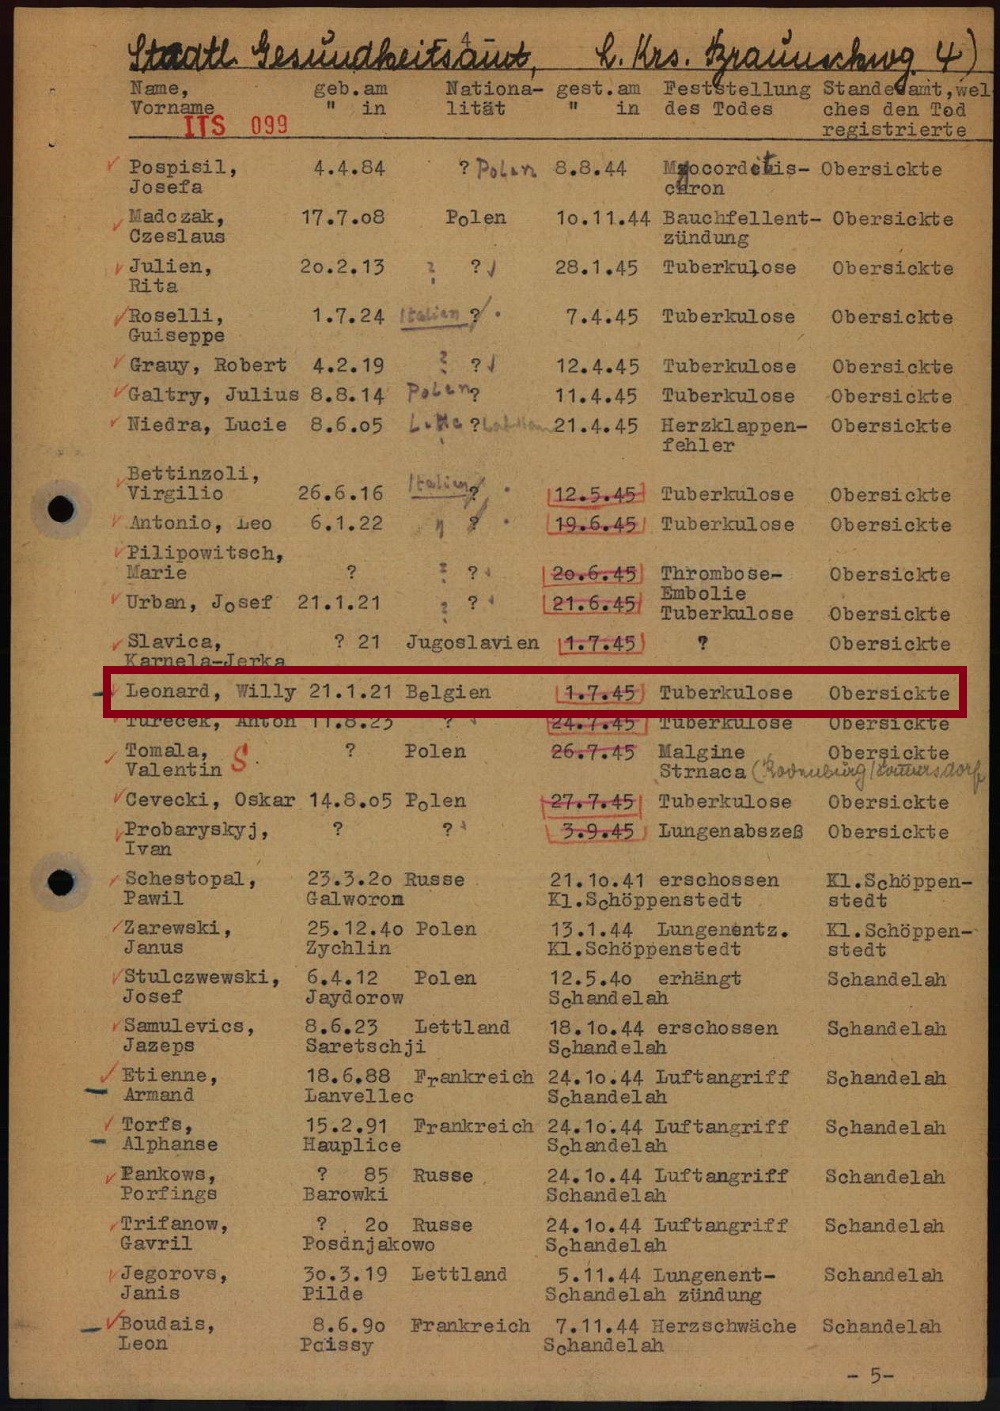 Stadtl. Gesundheitsamt, L. Krs. Braunschwg. 4)
Name, geb.am Nationa- gest.am Feststellung Standesamt,wel-
Vorname " in lität " in des Todes ches den Tod
ITS 099 registrierte
Pospisil, 4.4.84 ? Polen 8.8.44 Myocorditis- Obersickte
Josefa chron
Madczak, 17.7.08 Polen 1o.11.44 Bauchfellent- Obersickte
Czeslaus zündung
Julien, 2o.2.13 ? ? 28.1.45 Tuberkulose Obersickte
Rita
Roselli, 1.7.24 Italien ? 7.4.45 Tuberkulose Obersickte
Guiseppe
Grauy, Robert 4.2.19 ? ? 12.4.45 Tuberkulose Obersickte
Galtry, Julius 8.8.14 Polen ? 11.4.45 Tuberkulose Obersickte
Niedra, Lucie 8.6.o5 ? 21.4.45 Herzklappen- Obersickte
fehler
Bettinzoli,
Virgilio 26.6.16 Italien ? 12.5.45 Tuberkulose Obersickte
Antonio, Leo 6.1.22 " ? 19.6.45 Tuberkulose Obersickte
Pilipowitsch,
Marie ? ? ? 2o.6.45 Thrombose- Obersickte
Embolie
Urban, Josef 21.1.21 ? ? 21.6.45 Tuberkulose Obersickte
Slavica, ? 21 Jugoslavien 1.7.45 ? Obersickte
Karnela-Jerka
Leonard, Willy 21.1.21 Belgien 1.7.45 Tuberkulose Obersickte
Turecek, Anton 11.8.23 ? 24.7.45 Tuberkulose Obersickte
Tomala, S. ? Polen 26.7.45 Malgine Obersickte
Valentin Strnaca
Cevecki, Oskar 14.8.o5 Polen 27.7.45 Tuberkulose Obersickte
Probaryskyj, ? ? 3.9.45 Lungenabszeß Obersickte
Ivan
Schestopal, 23.3.2o Russe 21.1o.41 erschossen Kl.Schöppen-
Pawil Galworon Kl.Schöppenstedt stedt
Zarewski, 25.12.4o Polen 13.1.44 Lungenentz. Kl.Schöppen-
Janus Zychlin Kl.Schöppenstedt stedt
Stulczwewski, 6.4.12 Polen 12.5.4o erhängt Schandelah
Josef Jaydorow Schandelah
Samulevics, 8.6.23 Lettland 18.1o.44 erschossen Schandelah
Jazeps Saretschji Schandelah
Etienne, 18.6.88 Frankreich 24.1o.44 Luftangriff Schandelah
Armand Lanvellec Schandelah
Torfs, 15.2.91 Frankreich 24.1o.44 Luftangriff Schandelah
Alphanse Hauplice Schandelah
Pankows, ? 85 Russe 24.1o.44 Luftangriff Schandelah
Porfings Barowki Schandelah
Trifanow, ? 2o Russe 24.1o.44 Luftangriff Schandelah
Gavril Posdnjakowo Schandelah
Jegorovs, 3o.3.19 Lettland 5.11.44 Lungenent- Schandelah
Janis Pilde Schandelah zündung
Boudais, 8.6.9o Frankreich 7.11.44 Herzschwäche Schandelah
Leon Paissy Schandelah
- 5-